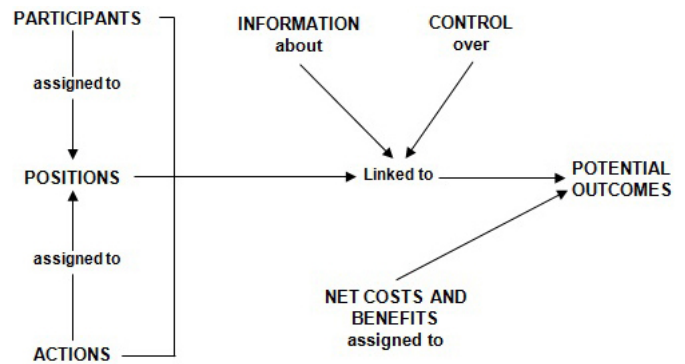 PARTICIPANTS
INFORMATION
about
CONTROL
over
assigned to
POSITIONS
Linked to
POTENTIAL
OUTCOMES
assigned to
NET COSTS AND
BENEFITS
assigned to
ACTIONS